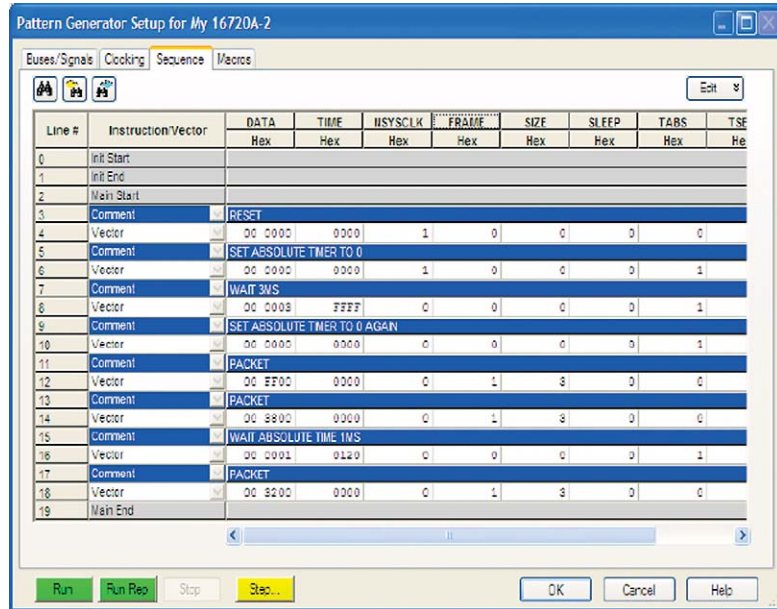 Pattern Generator Setup for My 16720A-2
Buses/Signals Clocking Sequence Macros
Edit
Line # Instruction/Vector DATA TIME NSYSCLK FRAME SIZE SLEEP TABS TSE
Hex Hex Hex Hex Hex Hex Hex He
0 Init Start
1 Init End
2 Main Start
3 Comment RESET
4 Vector 00 0000 0000 1 0 0 0 0
5 Comment SET ABSOLUTE TIMER TO 0
6 Vector 00 0000 0000 1 0 0 0 1
7 Comment WAIT 3MS
8 Vector 00 0003 FFFF 0 0 0 0 1
9 Comment SET ABSOLUTE TIMER TO 0 AGAIN
10 Vector 00 0000 0000 0 0 0 0 1
11 Comment PACKET
12 Vector 00 FF00 0000 0 1 3 0 0
13 Comment PACKET
14 Vector 00 3800 0000 0 1 3 0 0
15 Comment WAIT ABSOLUTE TIME 1MS
16 Vector 00 0001 0120 0 0 0 0 1
17 Comment PACKET
18 Vector 00 3200 0000 0 1 3 0 0
19 Main End
Run Run Rep Stop Step... OK Cancel Help